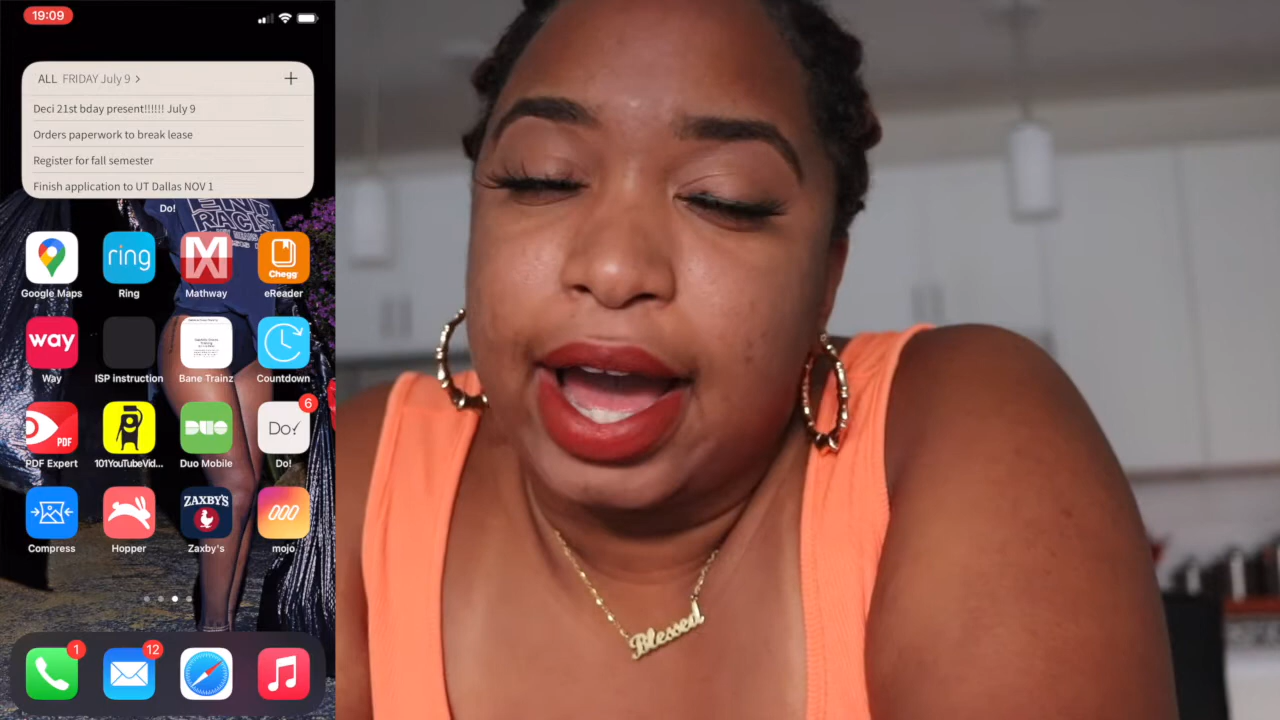 19:09
ALL FRIDAY July 9 >
+
Deci 21st bday present!!!!!! July 9
Orders paperwork to break lease
Register for fall semester
Finish application to UT Dallas NOV 1
Do!
RACIS
ring
M
Chegg
Google Maps Ring Mathway eReader
way
Way ISP instruction Bane Trainz Countdown
PDF
DUO
Do!
6
PDF Expert 101YouTubeVid... Duo Mobile Do!
ZAXBY'S
Compress Hopper Zaxby's mojo
1
12
Blessed